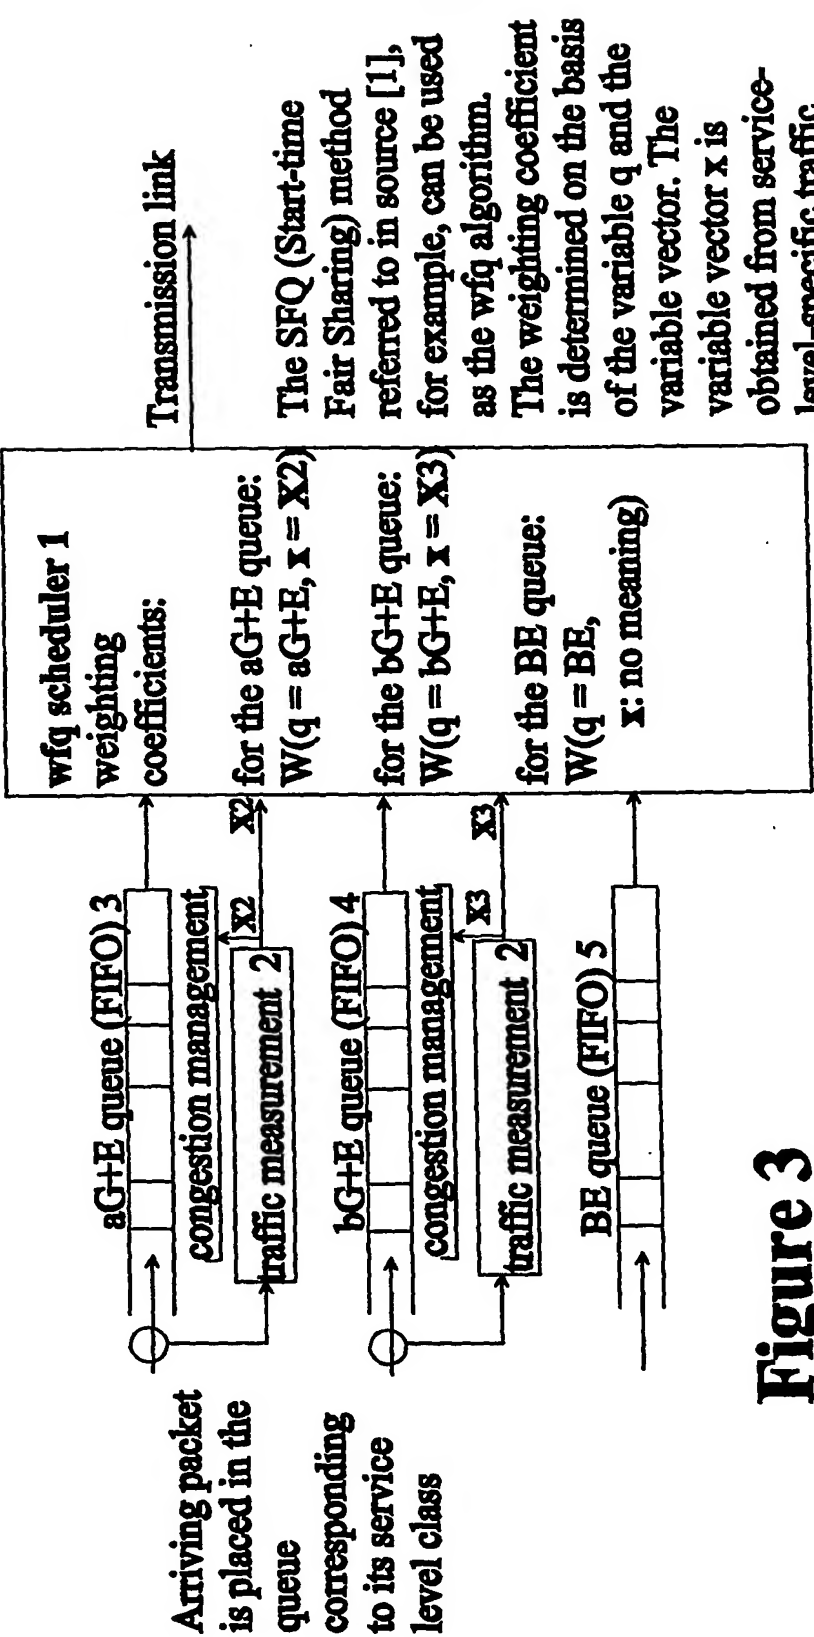 Arriving packet
is placed in the
queue
corresponding
to its service
level class
aG+E queue (FIFO) 3
congestion management
X2
X2
traffic measurement 2
bG+E queue (FIFO) 4
congestion management
X3
X3
traffic measurement 2
BE queue (FIFO) 5
wfq scheduler 1
weighting
coefficients:
for the aG+E queue:
W(q = aG+E, x = X2)
for the bG+E queue:
W(q = bG+E, x = X3)
for the BE queue:
W(q = BE,
x: no meaning)
Transmission link
The SFQ (Start-time
Fair Sharing) method
referred to in source [1],
for example, can be used
as the wfq algorithm.
The weighting coefficient
is determined on the basis
of the variable q and the
variable vector. The
variable vector x is
obtained from service-
level-specific traffic
Figure 3